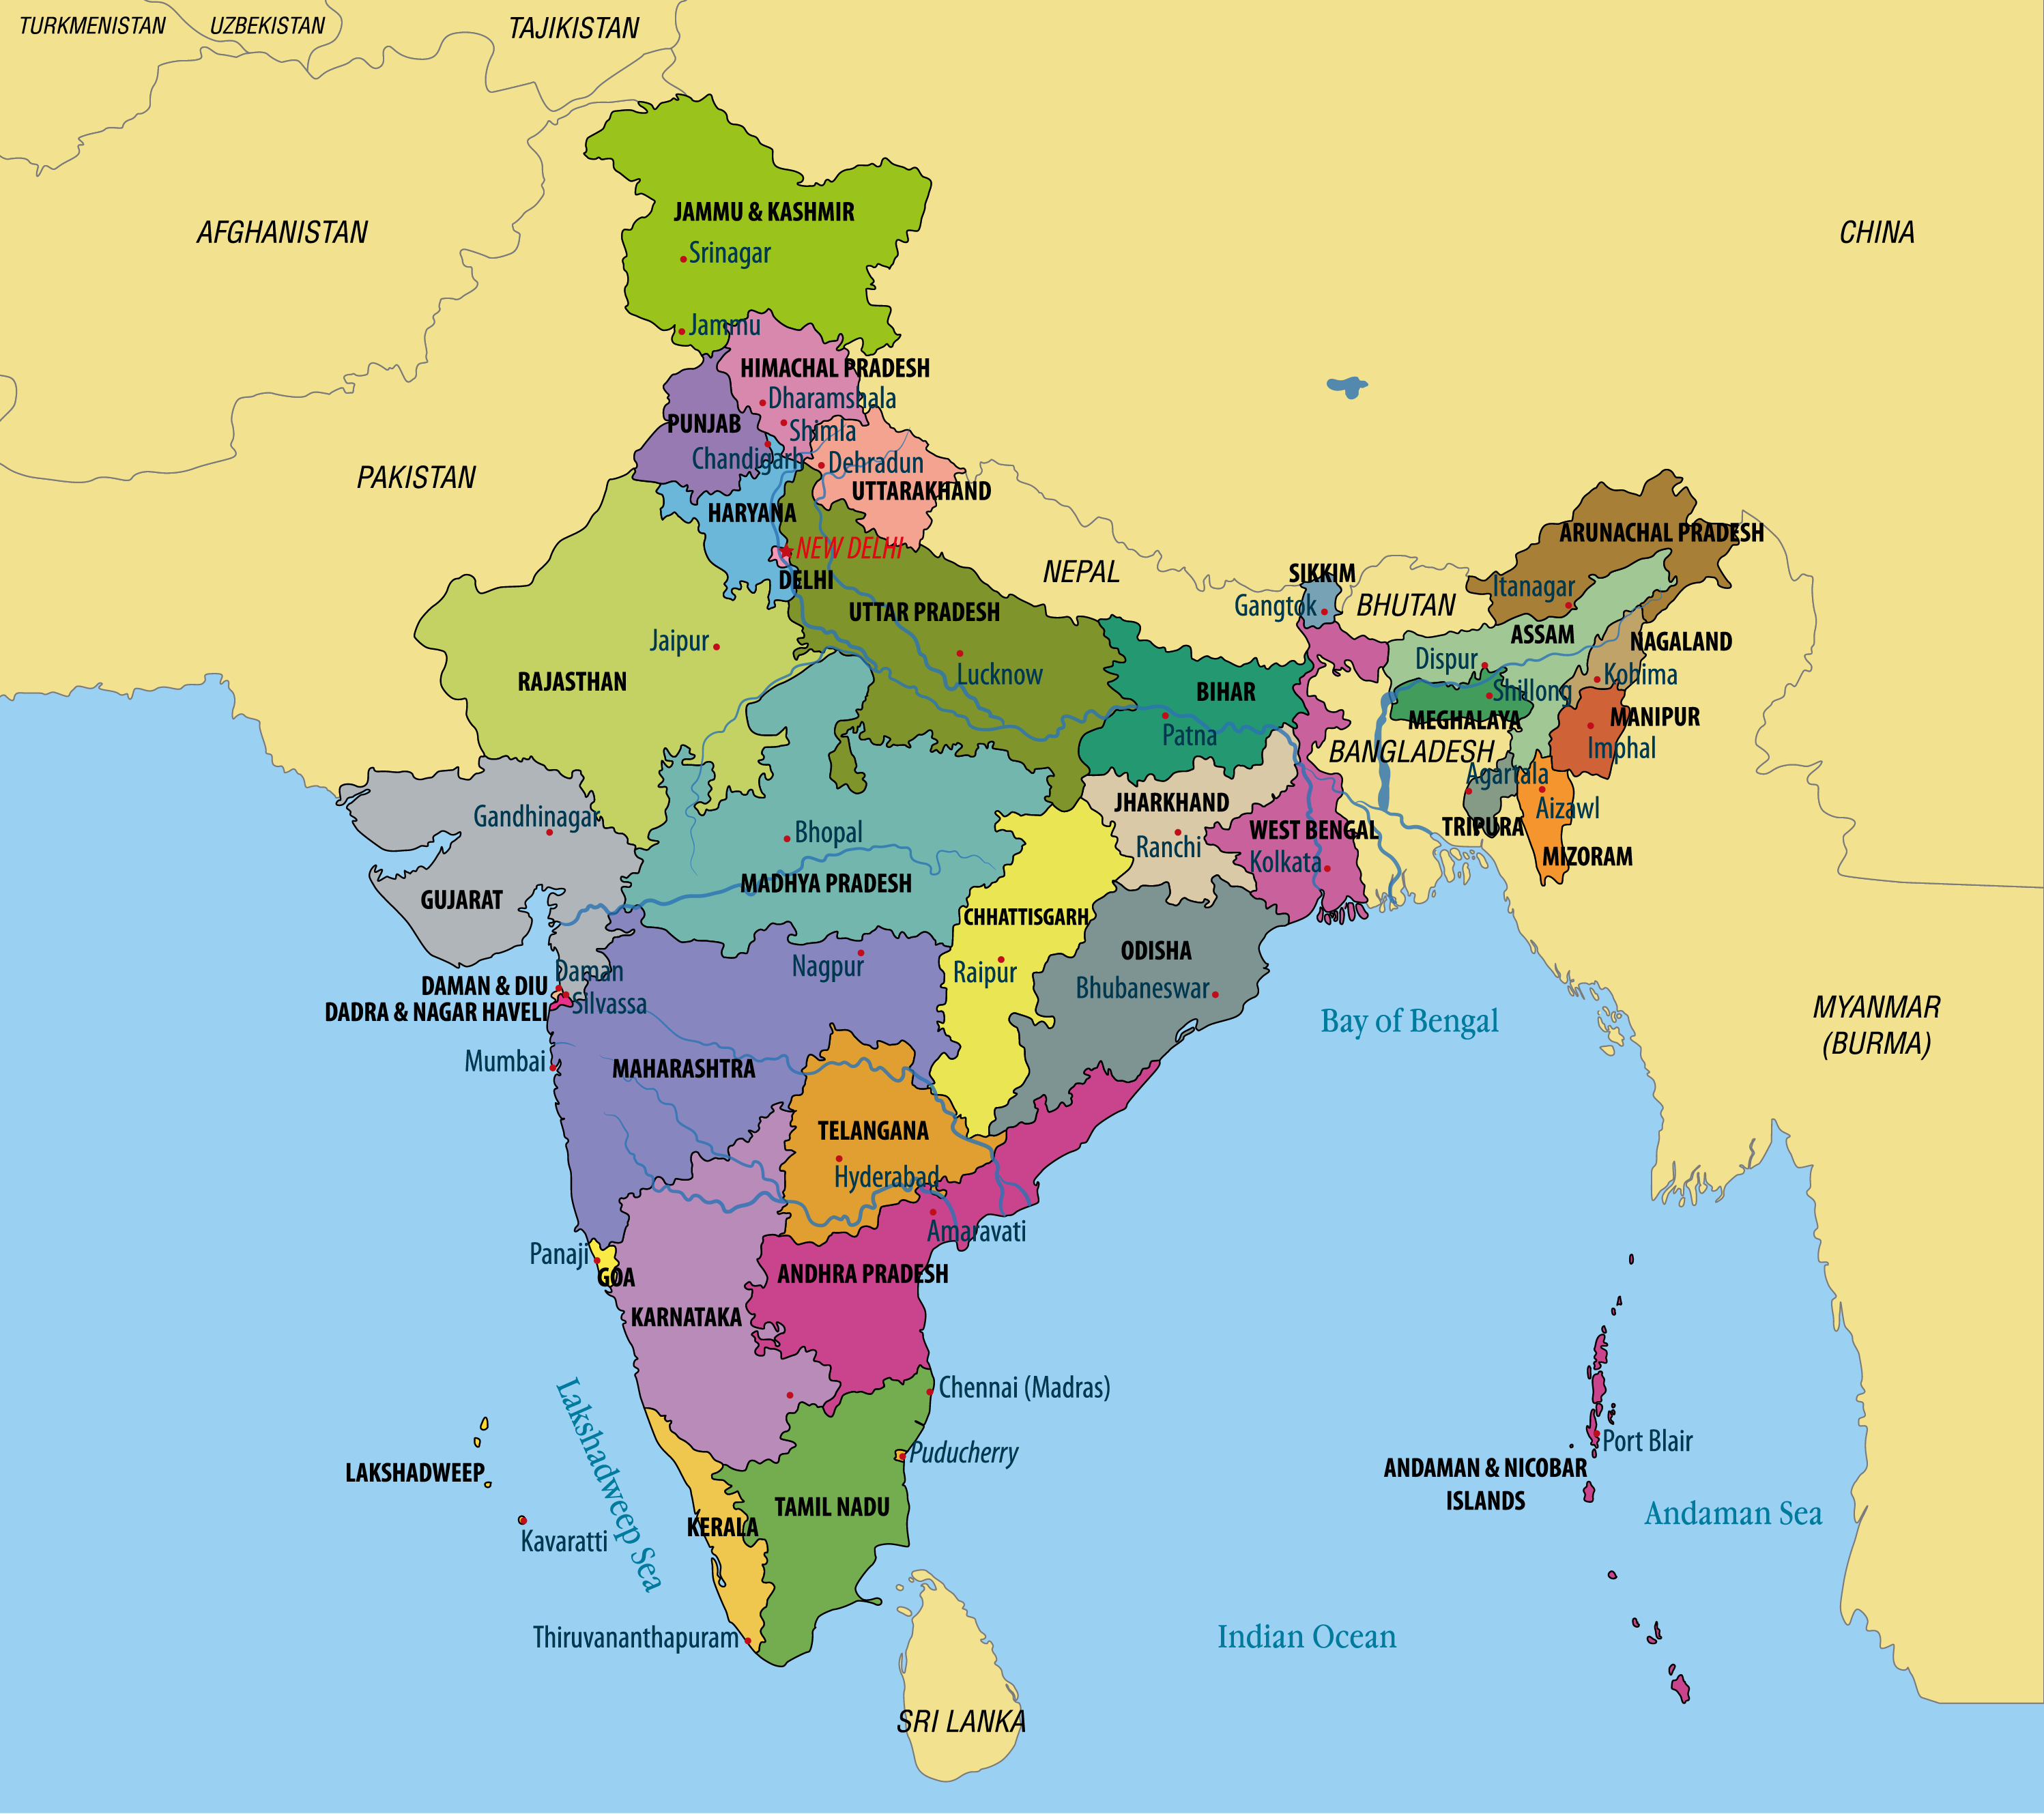 TURKMENISTAN
UZBEKISTAN
TAJIKISTAN
AFGHANISTAN
CHINA
JAMMU & KASHMIR
Srinagar
Jammu
HIMACHAL PRADESH
Dharamshala
PUNJAB
Shimla
Chandigarh
Dehradun
PAKISTAN
UTTARAKHAND
HARYANA
ARUNACHAL PRADESH
NEW DELHI
NEPAL
SIKKIM
DELHI
Itanagar
Gangtok
BHUTAN
UTTAR PRADESH
ASSAM
Jaipur
NAGALAND
Dispur
Lucknow
Kohima
RAJASTHAN
BIHAR
Shillong
MEGHALAYA
MANIPUR
Patna
Imphal
BANGLADESH
Agartala
JHARKHAND
Aizawl
Gandhinagar
TRIPURA
Bhopal
WEST BENGAL
Ranchi
MIZORAM
Kolkata
MADHYA PRADESH
GUJARAT
CHHATTISGARH
ODISHA
Nagpur
Daman
Raipur
DAMAN & DIU
Bhubaneswar
Silvassa
DADRA & NAGAR HAVELI
Bay of Bengal
MYANMAR
(BURMA)
Mumbai
MAHARASHTRA
TELANGANA
Hyderabad
Amaravati
Panaji
GOA
ANDHRA PRADESH
KARNATAKA
Chennai (Madras)
Lakshadweep Sea
Port Blair
Puducherry
LAKSHADWEEP
ANDAMAN & NICOBAR
ISLANDS
TAMIL NADU
Andaman Sea
KERALA
Kavaratti
Thiruvananthapuram
Indian Ocean
SRI LANKA